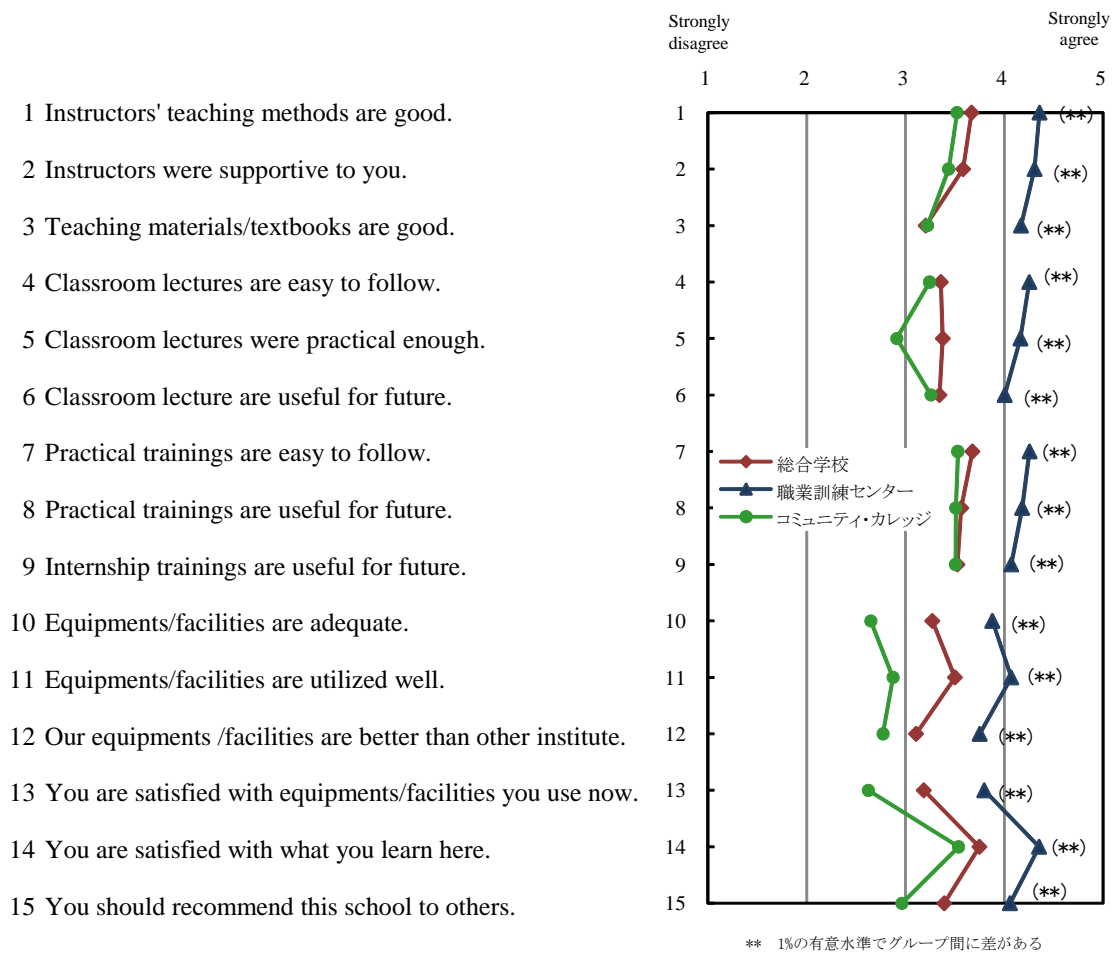 Strongly disagree
Strongly agree
1 2 3 4 5
1 Instructors' teaching methods are good. 1 (**)
2 Instructors were supportive to you. 2 (**)
3 Teaching materials/textbooks are good. 3 (**)
4 Classroom lectures are easy to follow. 4 (**)
5 Classroom lectures were practical enough. 5 (**)
6 Classroom lecture are useful for future. 6 (**)
7 Practical trainings are easy to follow. 7 (**)
総合学校
職業訓練センター
8 Practical trainings are useful for future. 8 (**)
コミュニティ・カレッジ
9 Internship trainings are useful for future. 9 (**)
10 Equipments/facilities are adequate. 10 (**)
11 Equipments/facilities are utilized well. 11 (**)
12 Our equipments /facilities are better than other institute. 12 (**)
13 You are satisfied with equipments/facilities you use now. 13 (**)
14 You are satisfied with what you learn here. 14 (**)
15 You should recommend this school to others. 15 (**)
** 1%の有意水準でグループ間に差がある